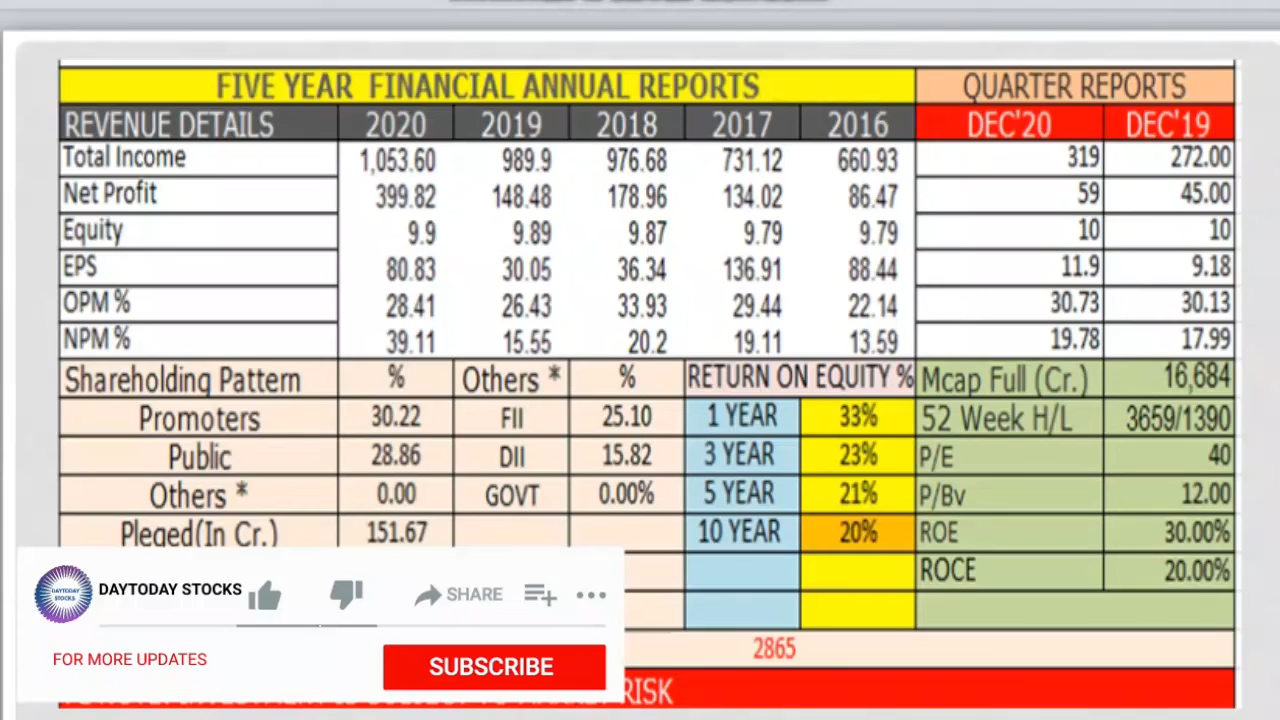 FIVE YEAR FINANCIAL ANNUAL REPORTS QUARTER REPORTS
REVENUE DETAILS 2020 2019 2018 2017 2016 DEC'20 DEC'19
Total Income 1,053.60 989.9 976.68 731.12 660.93 319 272.00
Net Profit 399.82 148.48 178.96 134.02 86.47 59 45.00
Equity 9.9 9.89 9.87 9.79 9.79 10 10
EPS 80.83 30.05 36.34 136.91 88.44 11.9 9.18
OPM % 28.41 26.43 33.93 29.44 22.14 30.73 30.13
NPM % 39.11 15.55 20.2 19.11 13.59 19.78 17.99
Shareholding Pattern % Others * % RETURN ON EQUITY % Mcap Full (Cr.) 16,684
Promoters 30.22 FII 25.10 1 YEAR 33% 52 Week H/L 3659/1390
Public 28.86 DII 15.82 3 YEAR 23% P/E 40
Others * 0.00 GOVT 0.00% 5 YEAR 21% P/Bv 12.00
Pleged(In Cr.) 151.67 10 YEAR 20% ROE 30.00%
ROCE 20.00%
DAYTODAY STOCKS SHARE
DAYTODAY STOCKS
2865
FOR MORE UPDATES SUBSCRIBE
RISK